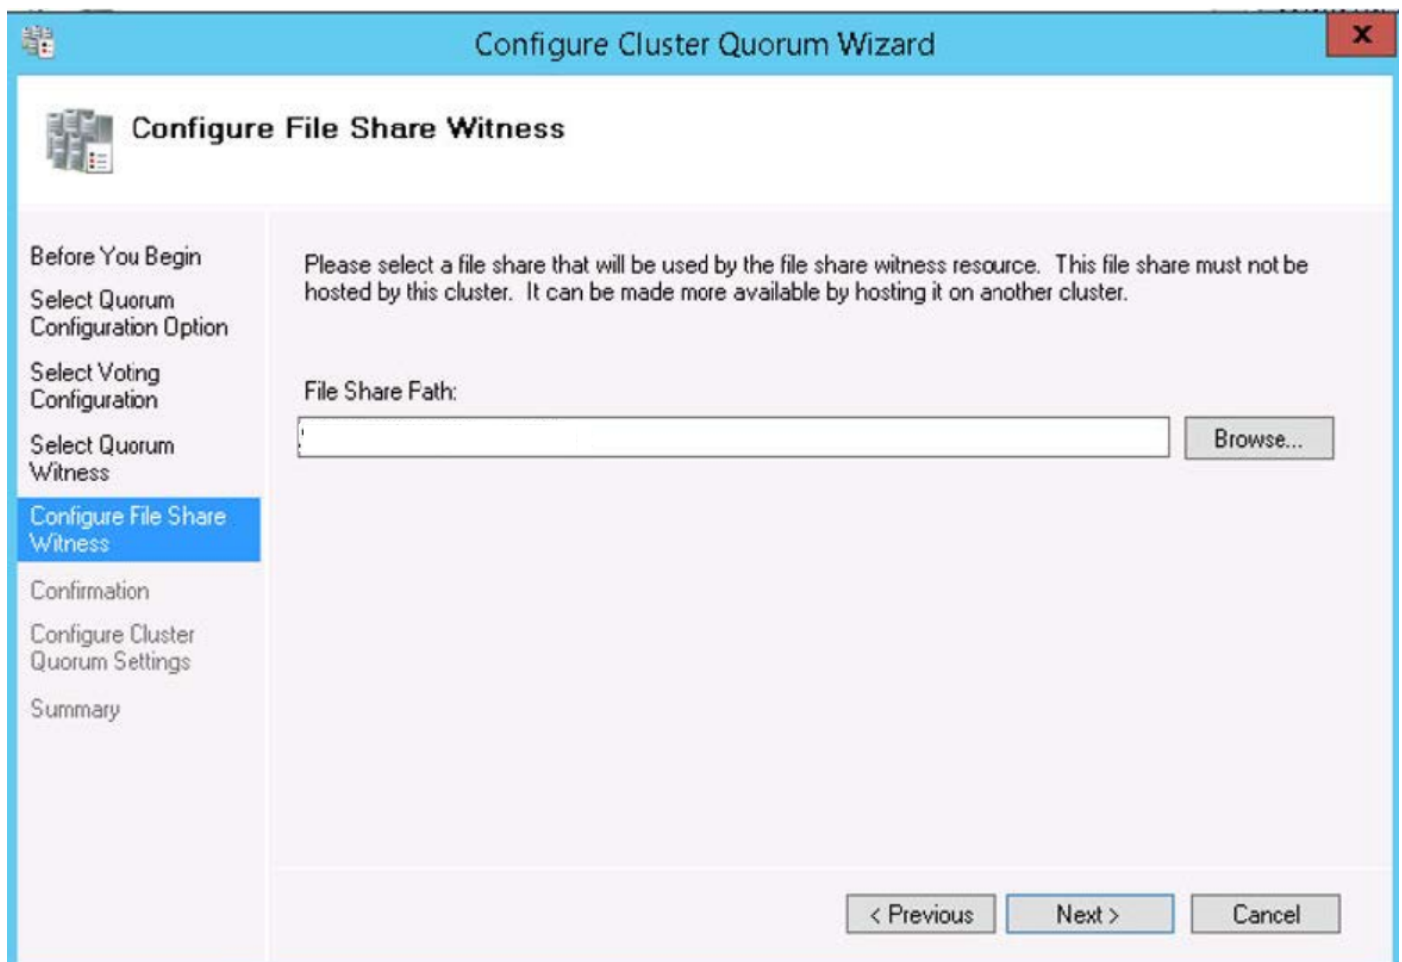 Configure Cluster Quorum Wizard
x
Configure File Share Witness
Before You Begin
Select Quorum
Configuration Option
Select Voting
Configuration
Select Quorum
Witness
Configure File Share
Witness
Confirmation
Configure Cluster
Quorum Settings
Summary
Please select a file share that will be used by the file share witness resource.  This file share must not be
hosted by this cluster.  It can be made more available by hosting it on another cluster.
File Share Path:
Browse...
< Previous
Next >
Cancel